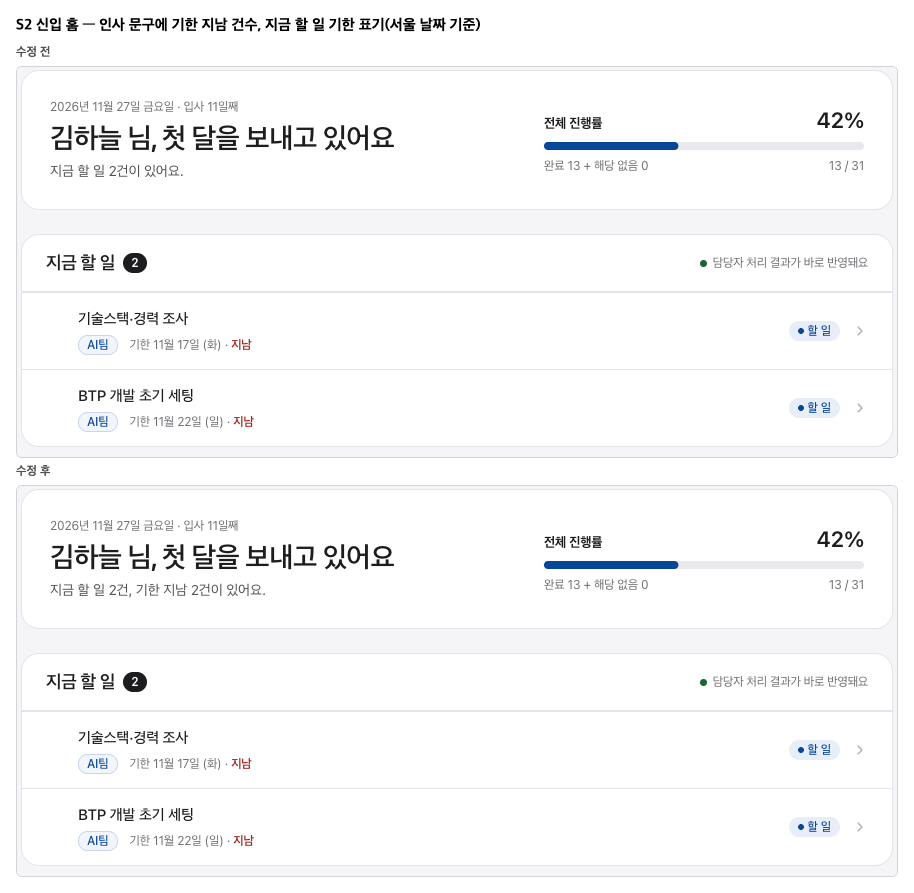 S2 신입 홈 — 인사 문구에 기한 지남 건수, 지금 할 일 기한 표기(서울 날짜 기준)
수정 전
2026년 11월 27일 금요일 · 입사 11일째
김하늘 님, 첫 달을 보내고 있어요
지금 할 일 2건이 있어요.
전체 진행률 42%
완료 13 + 해당 없음 0 13 / 31
지금 할 일 2
담당자 처리 결과가 바로 반영돼요
기술스택·경력 조사
AI팀 기한 11월 17일 (화) · 지남
할 일
BTP 개발 초기 세팅
AI팀 기한 11월 22일 (일) · 지남
할 일
수정 후
2026년 11월 27일 금요일 · 입사 11일째
김하늘 님, 첫 달을 보내고 있어요
지금 할 일 2건, 기한 지남 2건이 있어요.
전체 진행률 42%
완료 13 + 해당 없음 0 13 / 31
지금 할 일 2
담당자 처리 결과가 바로 반영돼요
기술스택·경력 조사
AI팀 기한 11월 17일 (화) · 지남
할 일
BTP 개발 초기 세팅
AI팀 기한 11월 22일 (일) · 지남
할 일